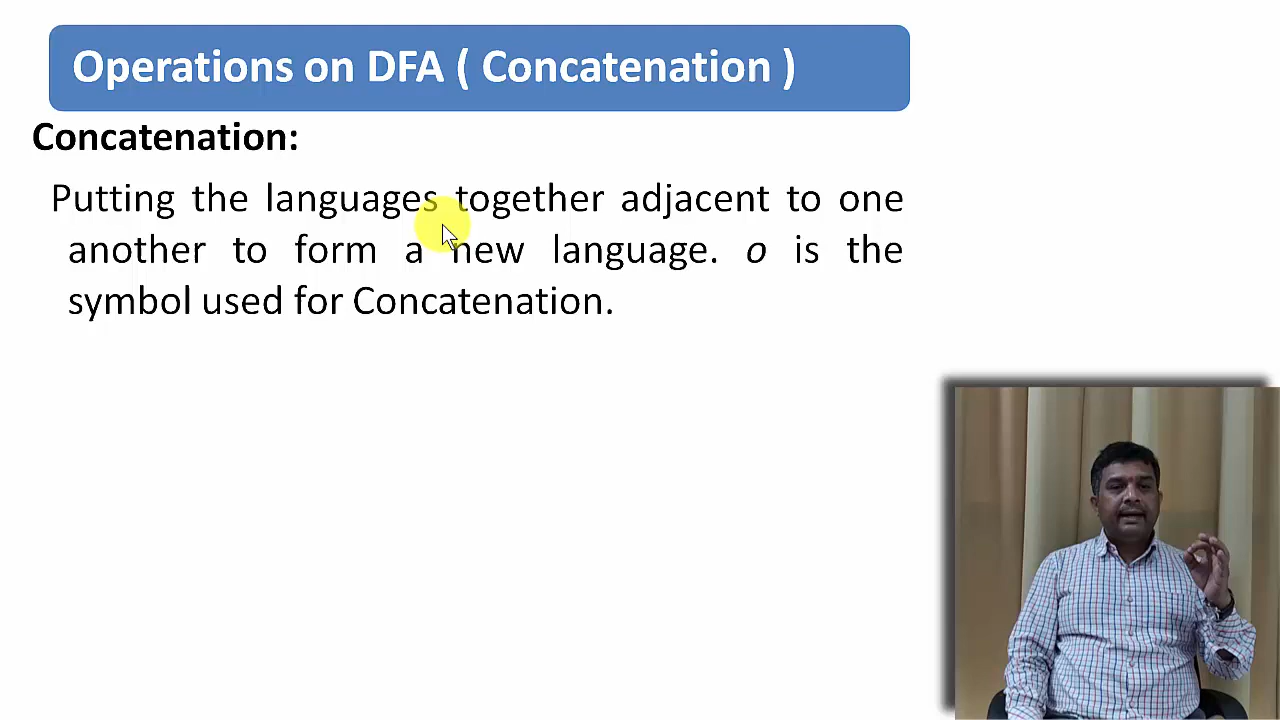 Operations on DFA ( Concatenation )
Concatenation:
Putting the languages together adjacent to one
another to form a new language. o is the
symbol used for Concatenation.